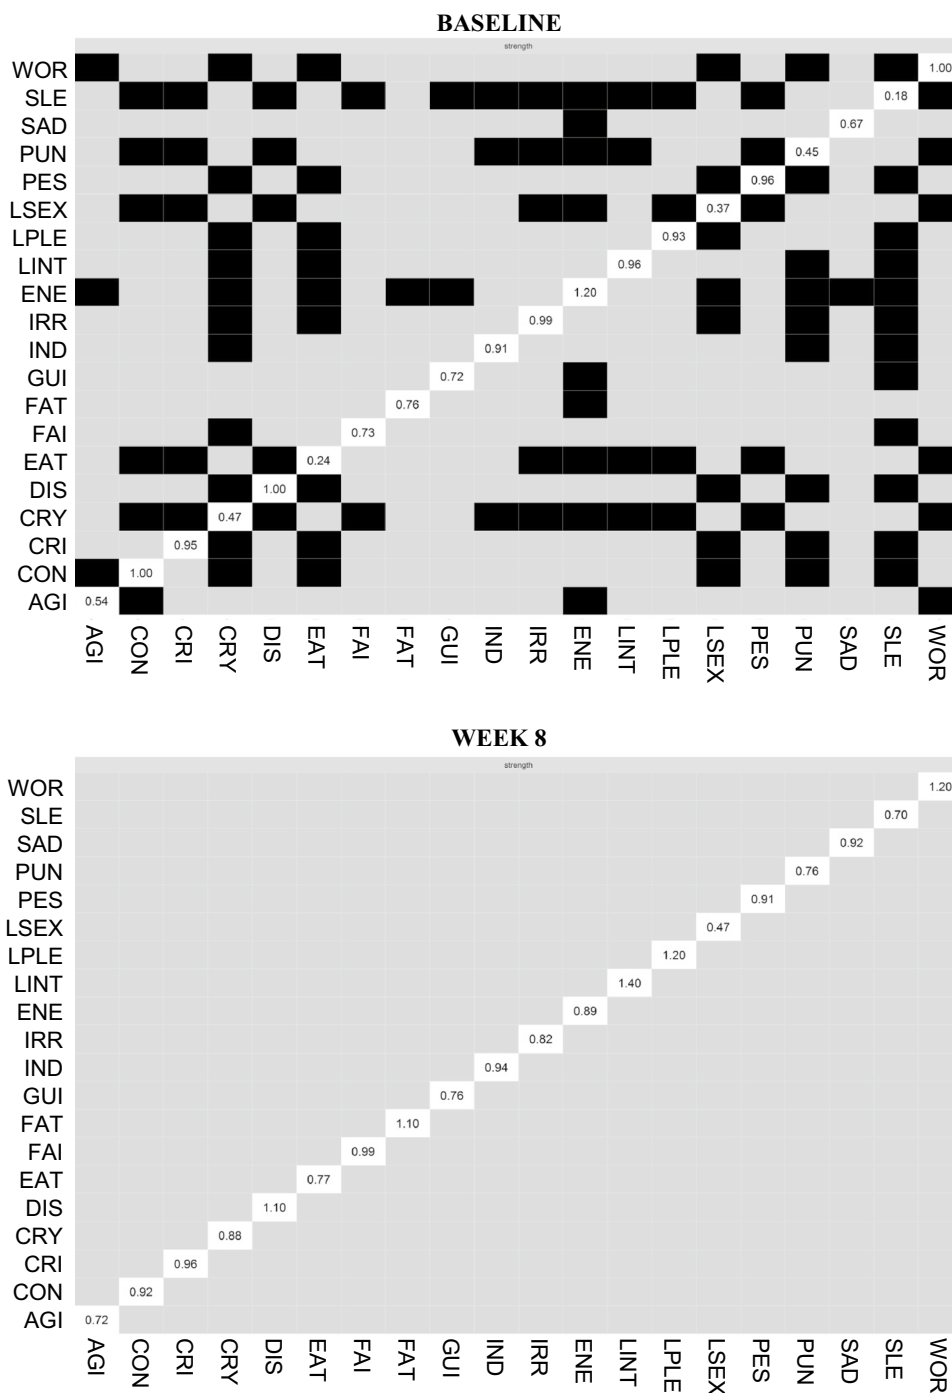 BASELINE
strength
WOR 1.00
SLE 0.18
SAD 0.67
PUN 0.45
PES 0.96
LSEX 0.37
LPLE 0.93
LINT 0.96
ENE 1.20
IRR 0.99
IND 0.91
GUI 0.72
FAT 0.76
FAI 0.73
EAT 0.24
DIS 1.00
CRY 0.47
CRI 0.95
CON 1.00
AGI 0.54
AGI CON CRI CRY DIS EAT FAI FAT GUI IND IRR ENE LINT LPLE LSEX PES PUN SAD SLE WOR
WEEK 8
strength
WOR 1.20
SLE 0.70
SAD 0.92
PUN 0.76
PES 0.91
LSEX 0.47
LPLE 1.20
LINT 1.40
ENE 0.89
IRR 0.82
IND 0.94
GUI 0.76
FAT 1.10
FAI 0.99
EAT 0.77
DIS 1.10
CRY 0.88
CRI 0.96
CON 0.92
AGI 0.72
AGI CON CRI CRY DIS EAT FAI FAT GUI IND IRR ENE LINT LPLE LSEX PES PUN SAD SLE WOR